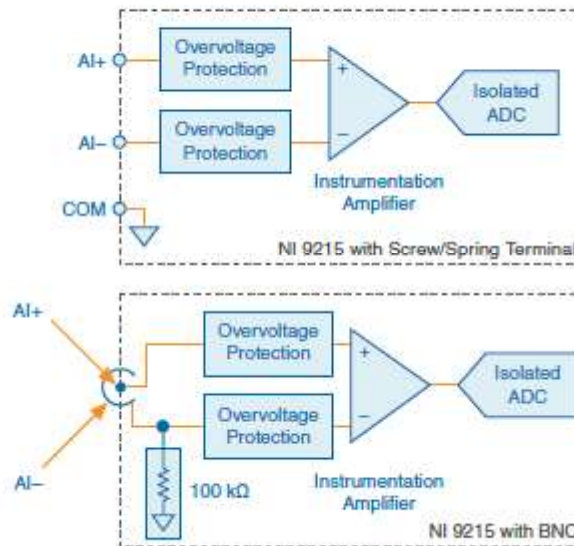 AI+
Overvoltage
Protection
AI–
Overvoltage
Protection
COM
+
–
Isolated
ADC
Instrumentation
Amplifier
NI 9215 with Screw/Spring Terminal
AI+
AI–
Overvoltage
Protection
Overvoltage
Protection
100 kΩ
+
–
Isolated
ADC
Instrumentation
Amplifier
NI 9215 with BNC